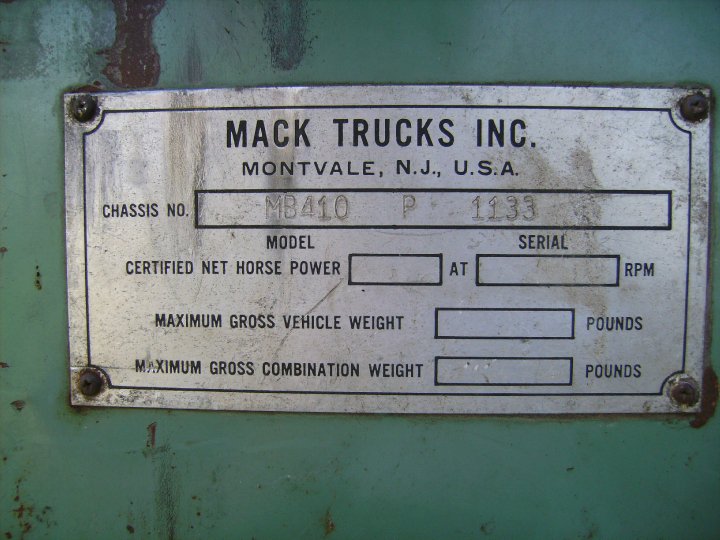 MACK TRUCKS INC.
MONTVALE, N.J., U.S.A.
CHASSIS NO. MB410 P 1133
MODEL SERIAL
CERTIFIED NET HORSE POWER AT RPM
MAXIMUM GROSS VEHICLE WEIGHT POUNDS
MAXIMUM GROSS COMBINATION WEIGHT POUNDS